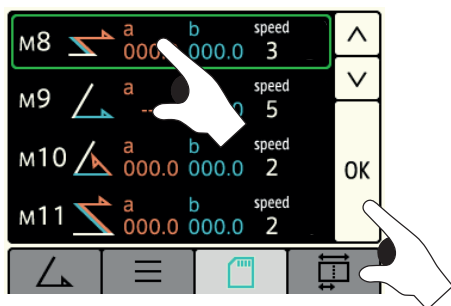 M8 a 000.0 b 000.0 speed 3
M9 a b speed 5
M10 a 000.0 b 000.0 speed 2
M11 a 000.0 b 000.0 speed 2
OK